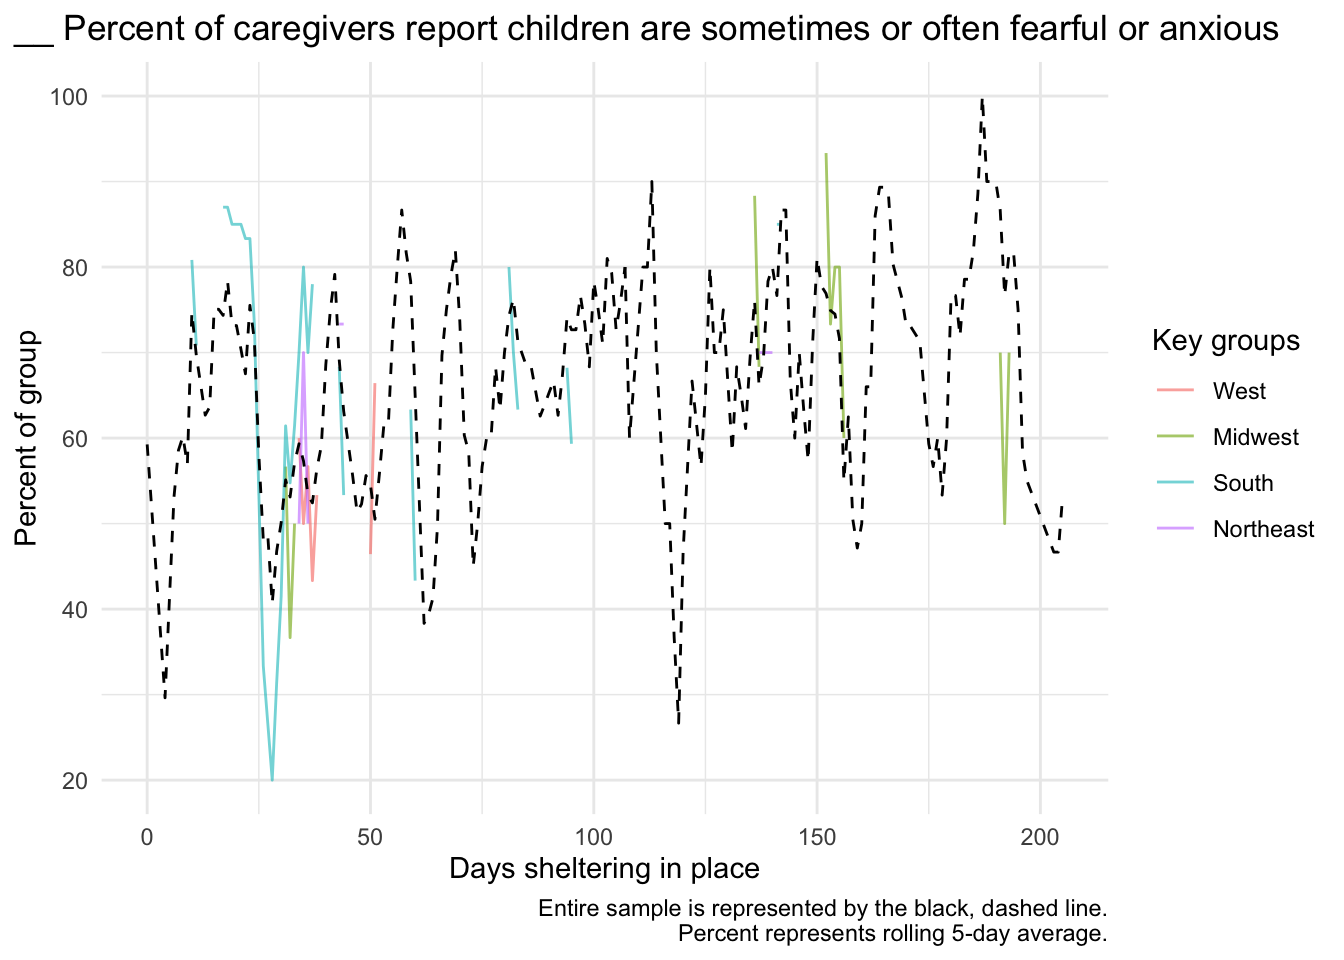 __ Percent of caregivers report children are sometimes or often fearful or anxious
100
80
60
40
20
Percent of group
0 50 100 150 200
Days sheltering in place
Key groups
West
Midwest
South
Northeast
Entire sample is represented by the black, dashed line.
Percent represents rolling 5-day average.